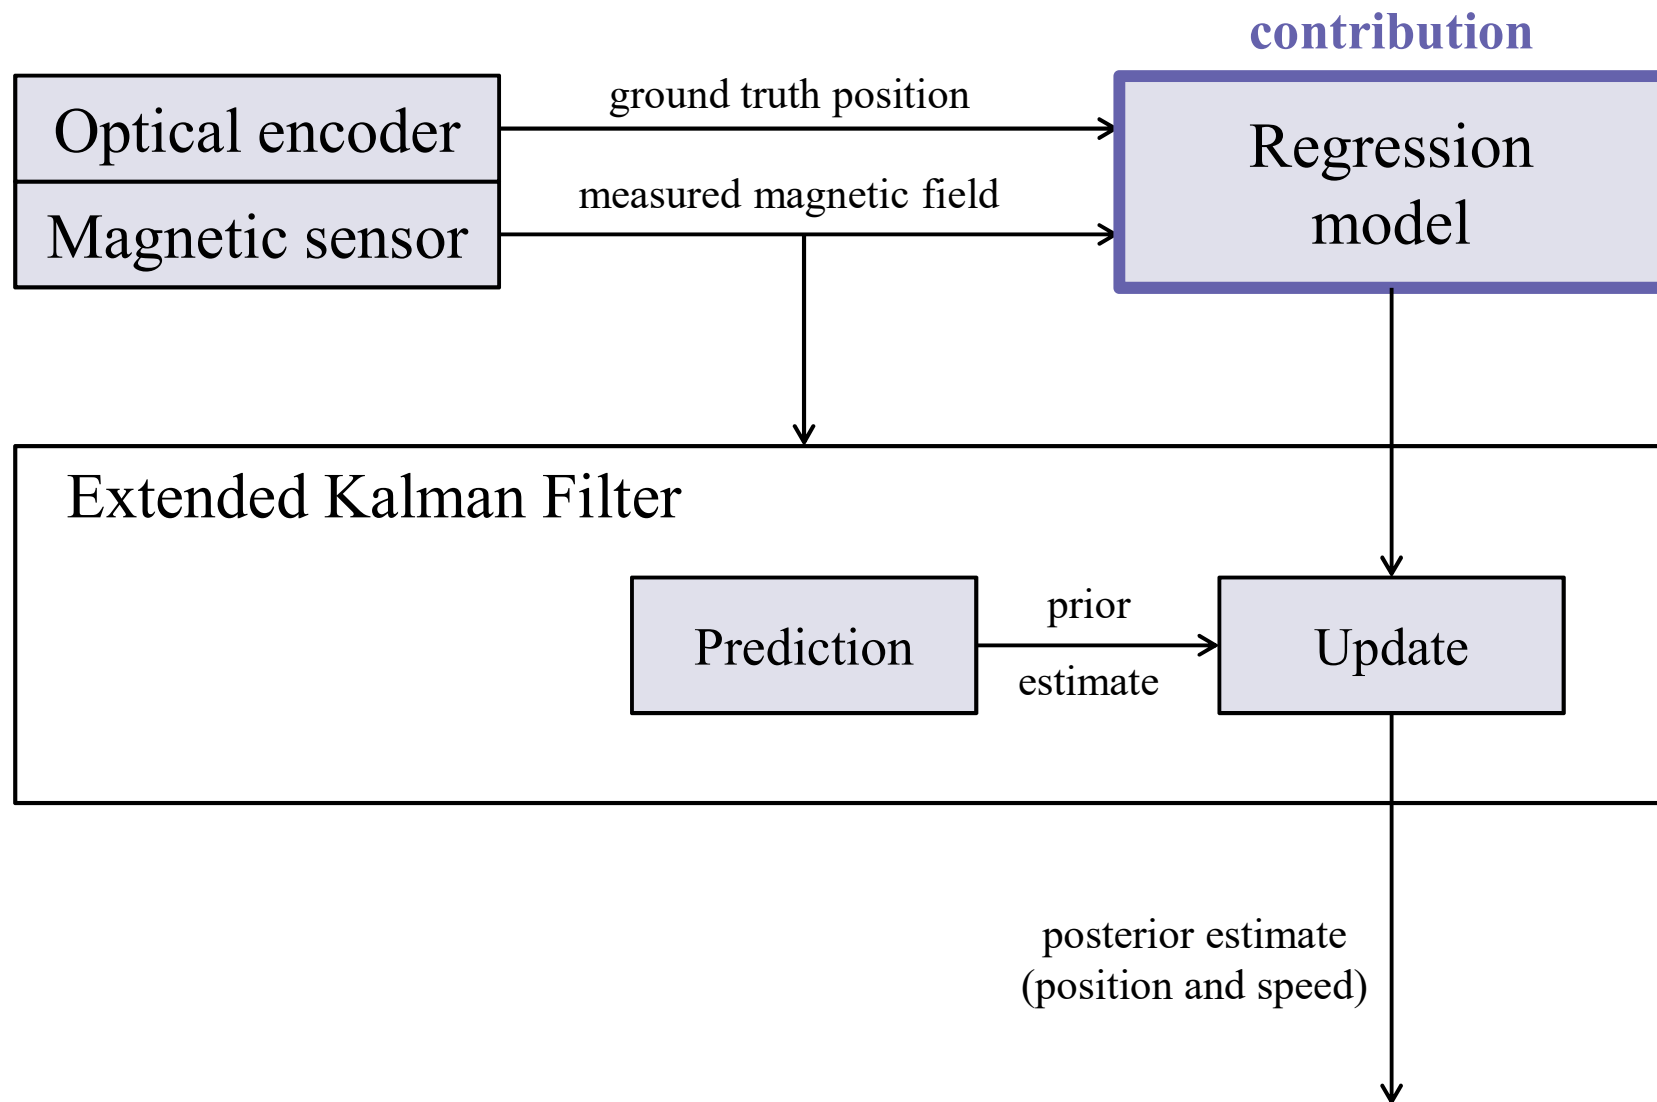 contribution
Optical encoder
ground truth position
Regression
model
Magnetic sensor
measured magnetic field
Extended Kalman Filter
Prediction
prior
estimate
Update
posterior estimate
(position and speed)